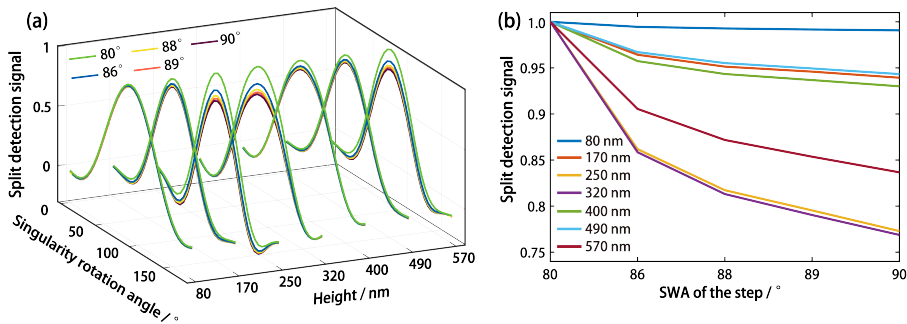 (a)
80° 88° 90°
86° 89°
Split detection signal
1
0.5
0
0
50
100
150
Singularity rotation angle / °
80
170
250
320
400
490
570
Height / nm
(b)
Split detection signal
1.0
0.95
0.9
0.85
0.8
0.75
80 nm
170 nm
250 nm
320 nm
400 nm
490 nm
570 nm
80 86 88 89 90
SWA of the step / °